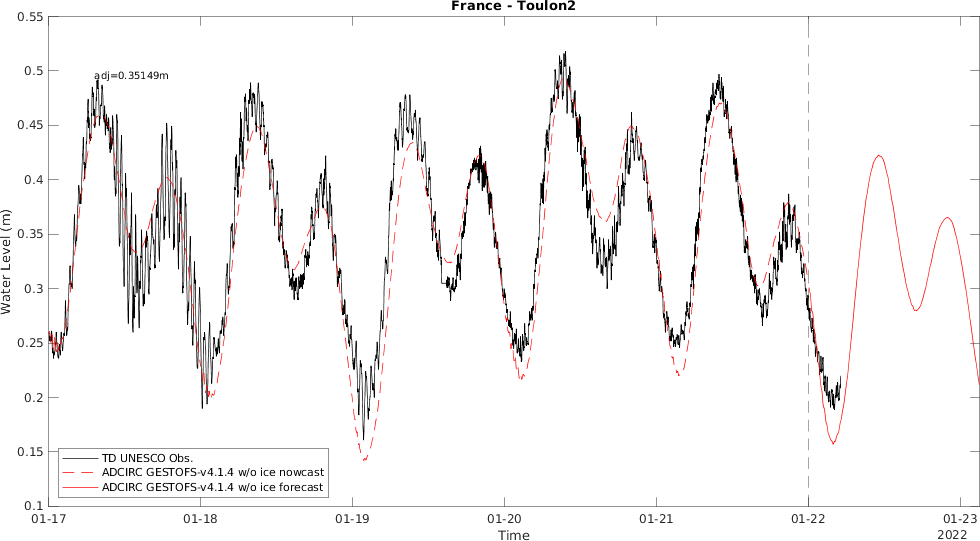 France - Toulon2
adj=0.35149m
Water Level (m)
0.55
0.5
0.45
0.4
0.35
0.3
0.25
0.2
0.15
0.1
TD UNESCO Obs.
ADCIRC GESTOFS-v4.1.4 w/o ice nowcast
ADCIRC GESTOFS-v4.1.4 w/o ice forecast
01-17 01-18 01-19 01-20 01-21 01-22 01-23
Time
2022